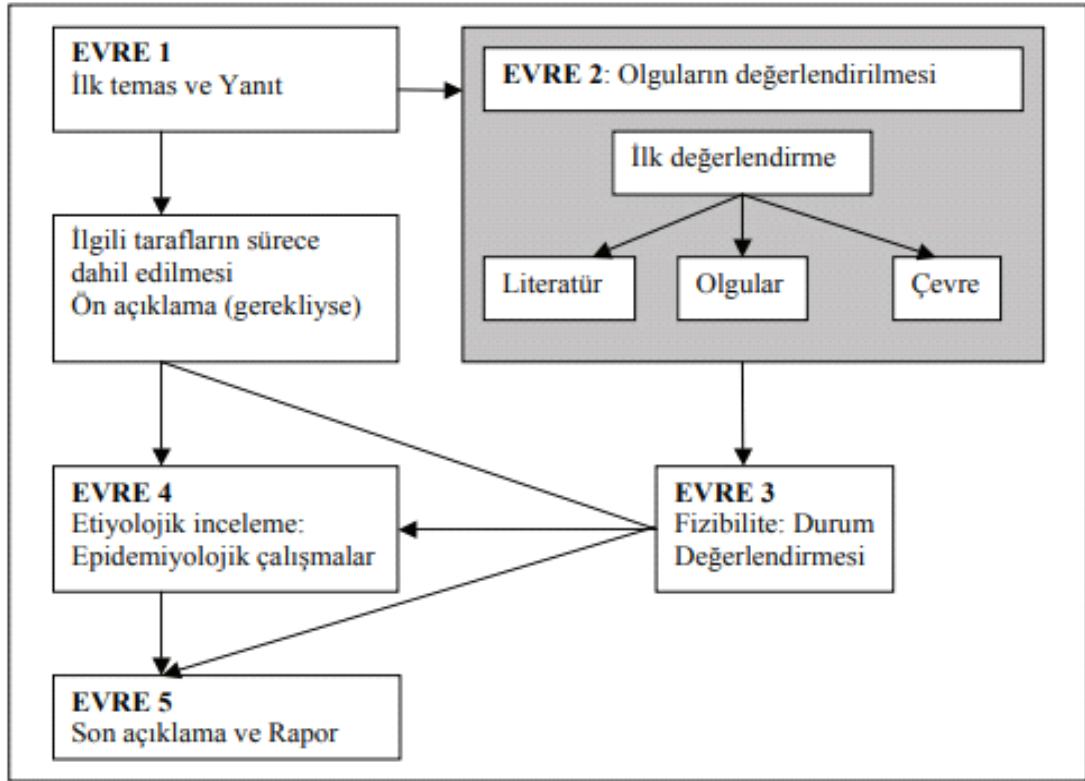 EVRE 1
İlk temas ve Yanıt
EVRE 2: Olguların değerlendirilmesi
İlk değerlendirme
Literatür
Olgular
Çevre
İlgili tarafların sürece
dahil edilmesi
Ön açıklama (gerekliyse)
EVRE 4
Etiyolojik inceleme:
Epidemiyolojik çalışmalar
EVRE 3
Fizibilite: Durum
Değerlendirmesi
EVRE 5
Son açıklama ve Rapor